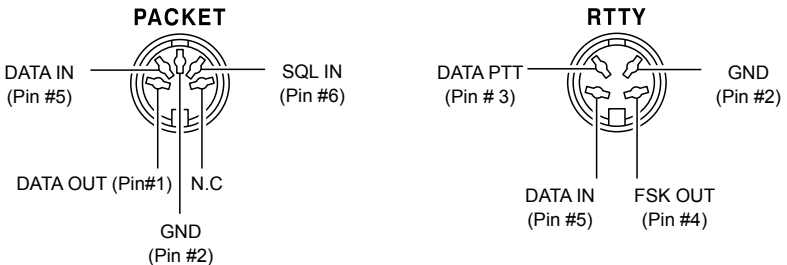 PACKET
DATA IN
(Pin #5)
SQL IN
(Pin #6)
DATA OUT (Pin#1)
N.C
GND
(Pin #2)
RTTY
DATA PTT
(Pin # 3)
GND
(Pin #2)
DATA IN
(Pin #5)
FSK OUT
(Pin #4)